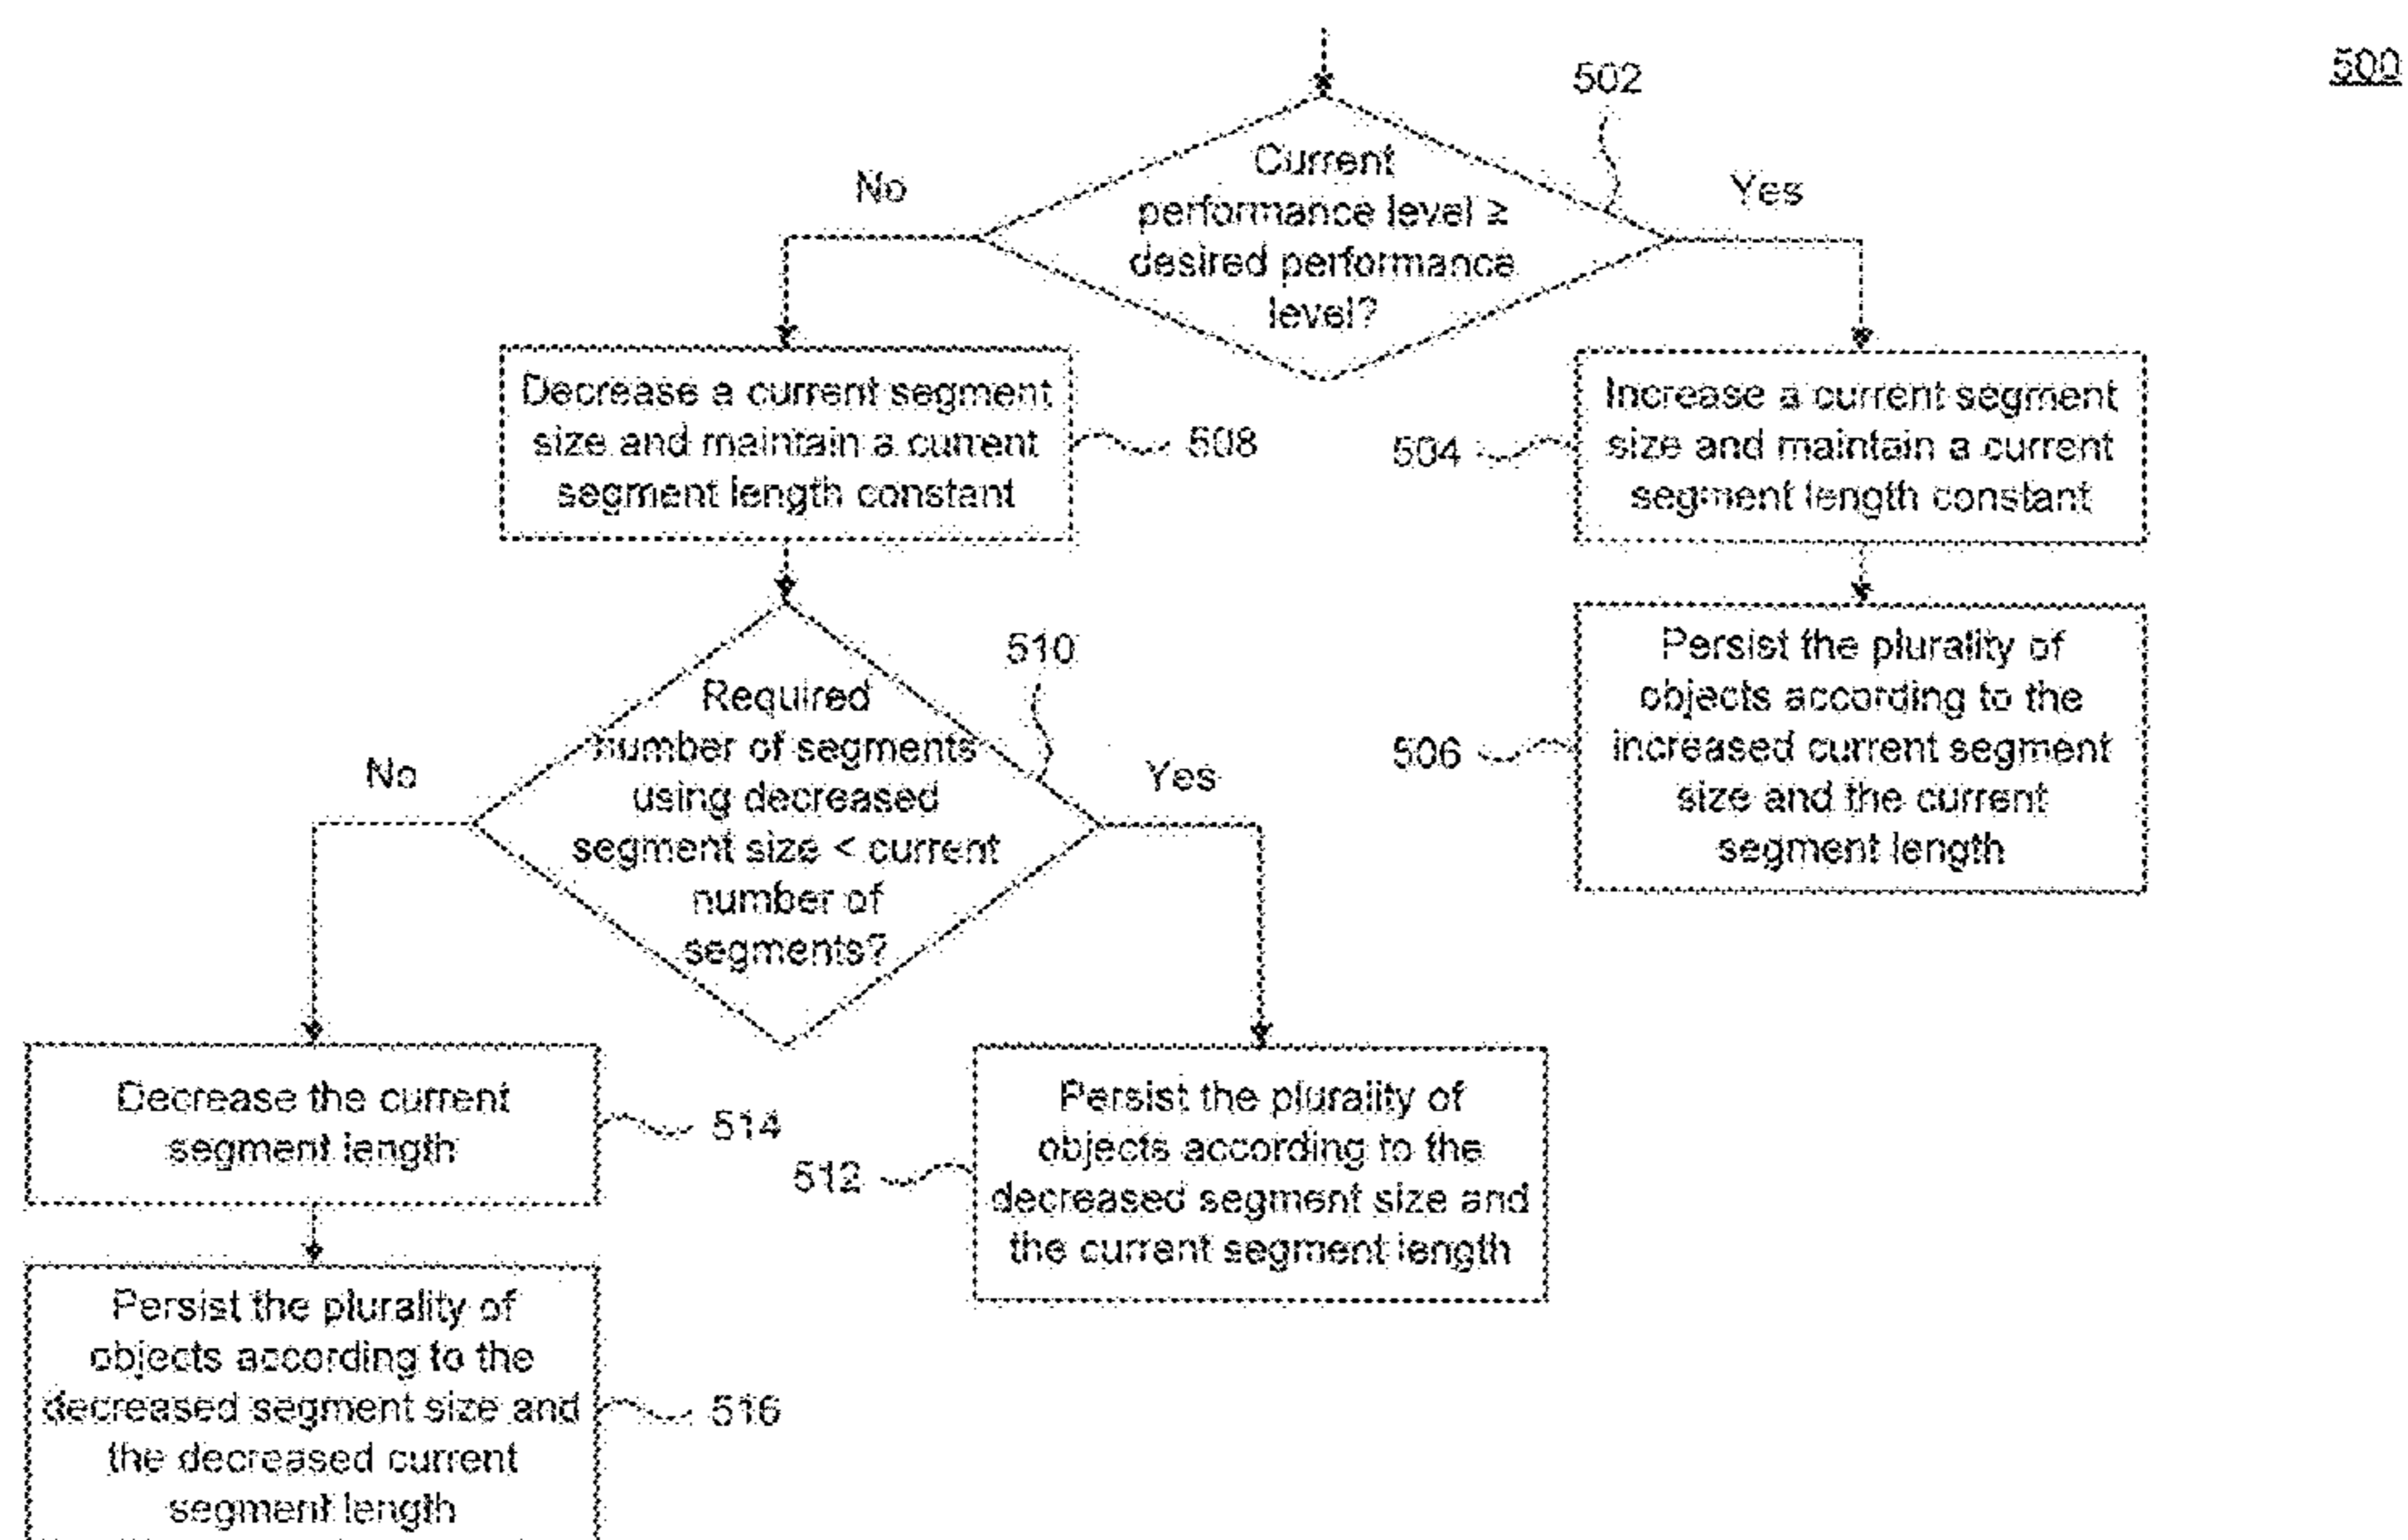 500
502
Current
performance level ≥
desired performance
level?
No
Yes
Decrease a current segment
size and maintain a current
segment length constant
508
504
Increase a current segment
size and maintain a current
segment length constant
510
Required
number of segments
using decreased
segment size < current
number of
segments?
No
Yes
506
Persist the plurality of
objects according to the
increased current segment
size and the current
segment length
Decrease the current
segment length
514
512
Persist the plurality of
objects according to the
decreased segment size and
the current segment length
Persist the plurality of
objects according to the
decreased segment size and
the decreased current
segment length
516